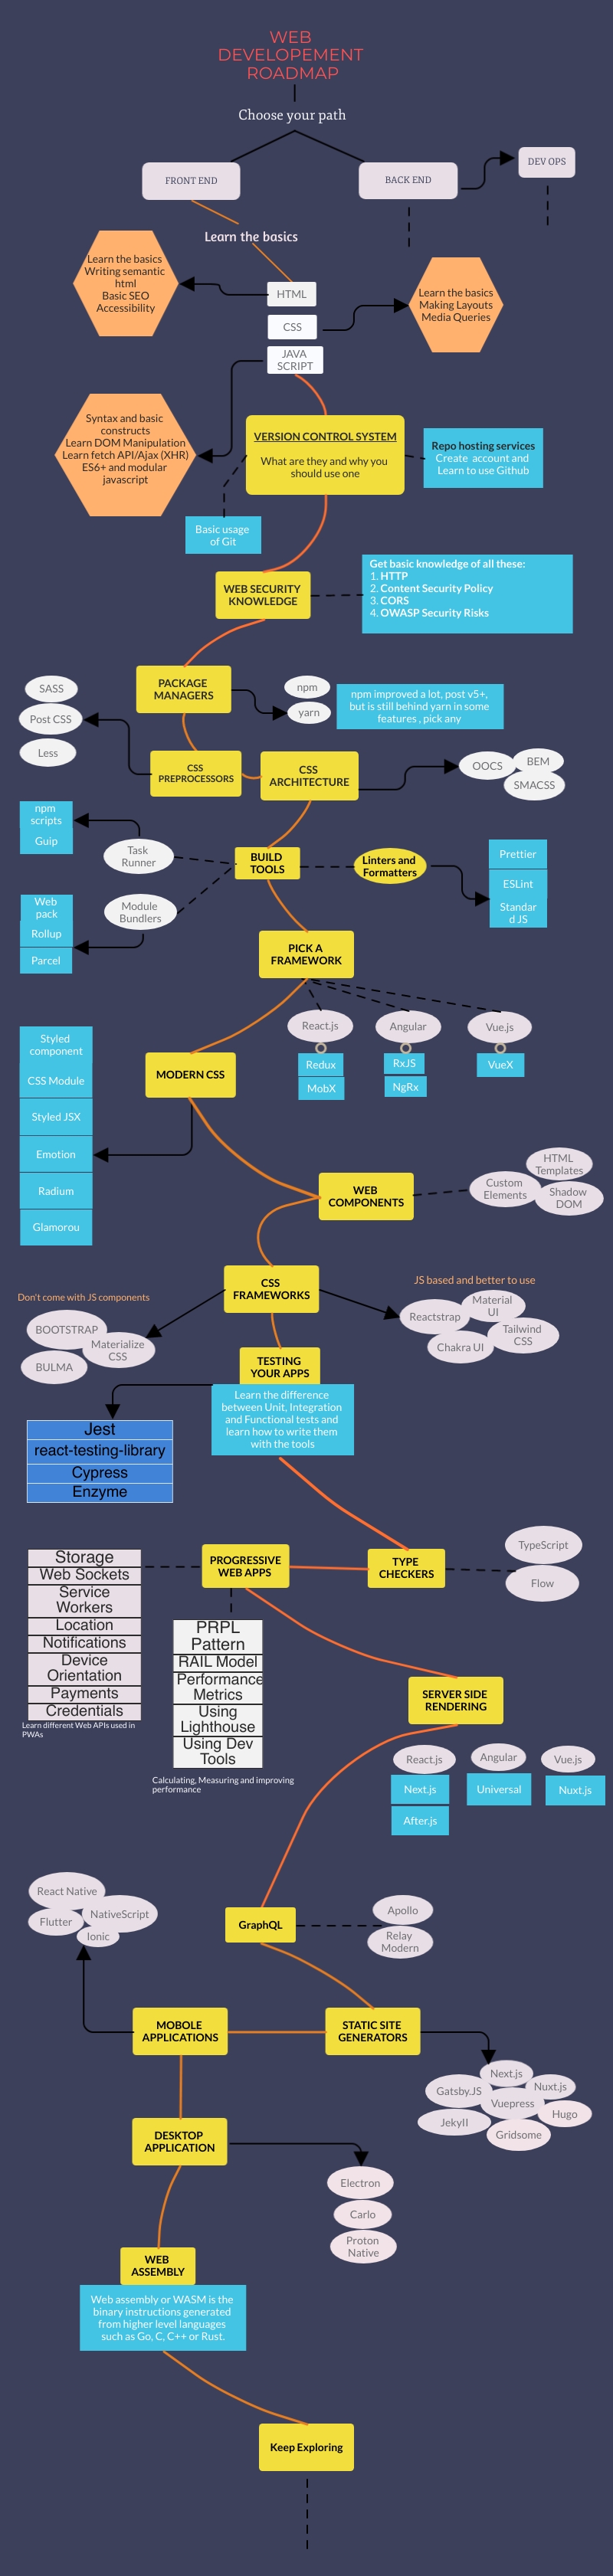 WEB
DEVELOPEMENT
ROADMAP
Choose your path
FRONT END
BACK END
DEV OPS
Learn the basics
Learn the basics
Writing semantic
html
Basic SEO
Accessibility
HTML
CSS
JAVA
SCRIPT
Learn the basics
Making Layouts
Media Queries
Syntax and basic
constructs
Learn DOM Manipulation
Learn fetch API/Ajax (XHR)
ES6+ and modular
javascript
VERSION CONTROL SYSTEM
What are they and why you
should use one
Repo hosting services
Create account and
Learn to use Github
Basic usage
of Git
WEB SECURITY
KNOWLEDGE
Get basic knowledge of all these:
1. HTTP
2. Content Security Policy
3. CORS
4. OWASP Security Risks
PACKAGE
MANAGERS
npm
yarn
npm improved a lot, post v5+,
but is still behind yarn in some
features , pick any
SASS
Post CSS
Less
CSS
PREPROCESSORS
CSS
ARCHITECTURE
OOCS
BEM
SMACSS
npm
scripts
Guip
Task
Runner
BUILD
TOOLS
Linters and
Formatters
Prettier
ESLint
Standar
d JS
Web
pack
Rollup
Parcel
Module
Bundlers
PICK A
FRAMEWORK
React.js
Angular
Vue.js
Redux
MobX
RxJS
NgRx
VueX
MODERN CSS
Styled
component
CSS Module
Styled JSX
Emotion
Radium
Glamorou
WEB
COMPONENTS
Custom
Elements
HTML
Templates
Shadow
DOM
CSS
FRAMEWORKS
Don't come with JS components
BOOTSTRAP
Materialize
CSS
BULMA
JS based and better to use
Reactstrap
Material
UI
Tailwind
CSS
Chakra UI
TESTING
YOUR APPS
Learn the difference
between Unit, Integration
and Functional tests and
learn how to write them
with the tools
Jest
react-testing-library
Cypress
Enzyme
TYPE
CHECKERS
TypeScript
Flow
PROGRESSIVE
WEB APPS
Storage
Web Sockets
Service
Workers
Location
Notifications
Device
Orientation
Payments
Credentials
Learn different Web APIs used in
PWAs
PRPL
Pattern
RAIL Model
Performance
Metrics
Using
Lighthouse
Using Dev
Tools
Calculating, Measuring and improving
performance
SERVER SIDE
RENDERING
React.js
Angular
Vue.js
Next.js
After.js
Universal
Nuxt.js
GraphQL
Apollo
Relay
Modern
React Native
NativeScript
Flutter
Ionic
MOBOLE
APPLICATIONS
STATIC SITE
GENERATORS
Next.js
Gatsby.JS
Nuxt.js
Vuepress
Hugo
JekyII
Gridsome
DESKTOP
APPLICATION
Electron
Carlo
Proton
Native
WEB
ASSEMBLY
Web assembly or WASM is the
binary instructions generated
from higher level languages
such as Go, C, C++ or Rust.
Keep Exploring